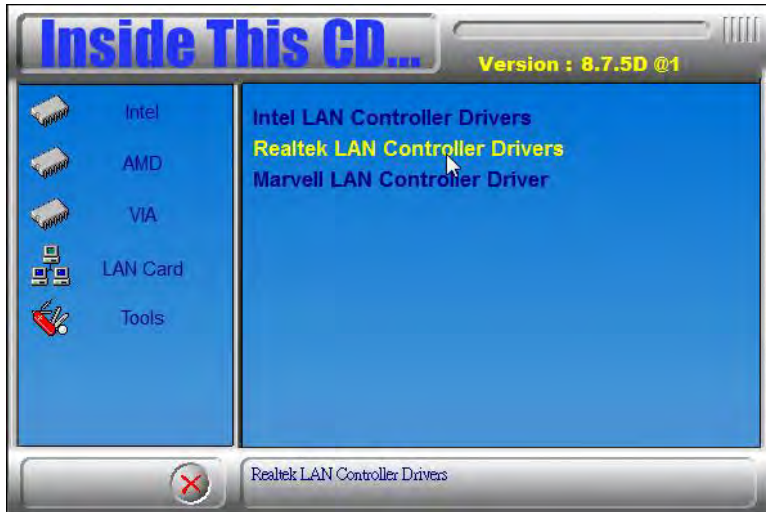 Inside This CD...
Version : 8.7.5D @1
Intel
AMD
VIA
LAN Card
Tools
Intel LAN Controller Drivers
Realtek LAN Controller Drivers
Marvell LAN Controller Driver
Realtek LAN Controller Drivers